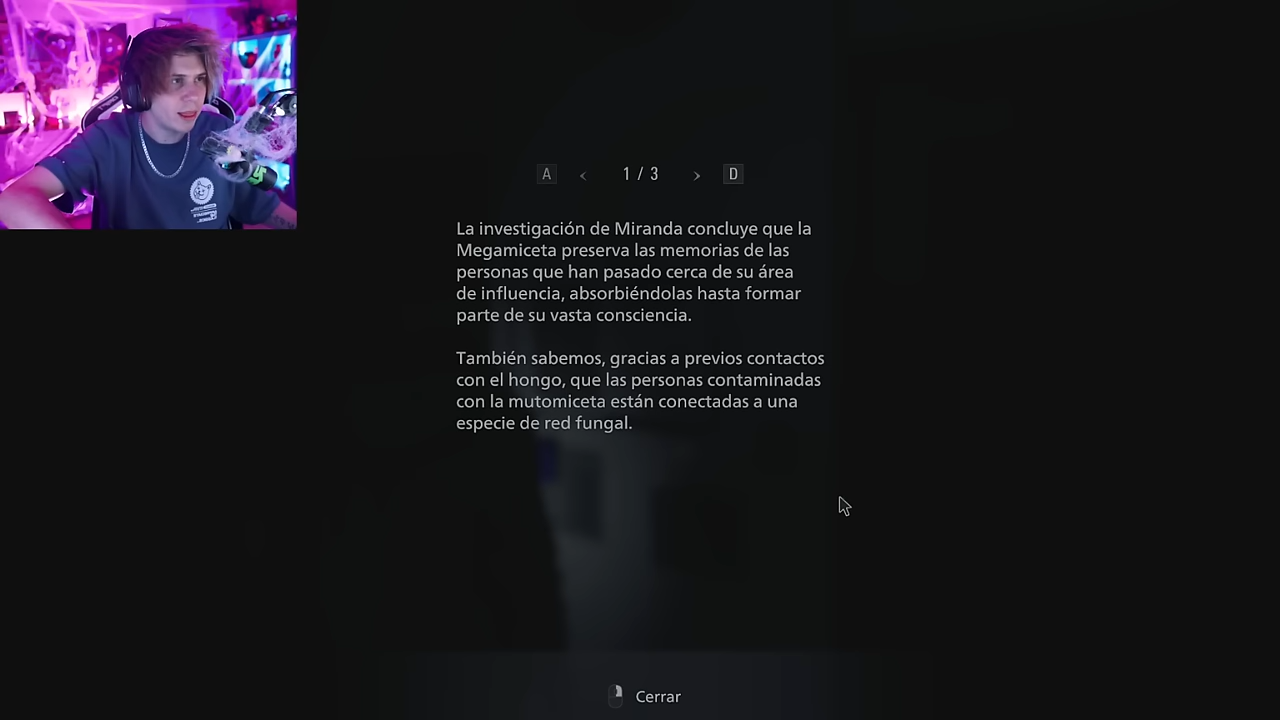 A < 1 / 3 > D
La investigación de Miranda concluye que la
Megamiceta preserva las memorias de las
personas que han pasado cerca de su área
de influencia, absorbiéndolas hasta formar
parte de su vasta consciencia.
También sabemos, gracias a previos contactos
con el hongo, que las personas contaminadas
con la mutomiceta están conectadas a una
especie de red fungal.
Cerrar